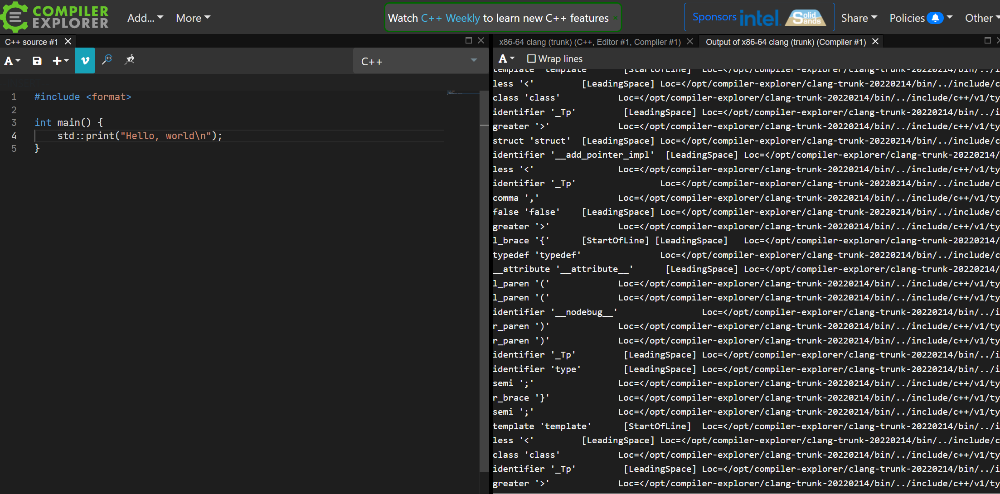 COMPILER
EXPLORER
Add...
More
Watch C++ Weekly to learn new C++ features
Sponsors intel. Solid Sands
Share
Policies
Other
C++ source #1
A
C++
1 #include <format>
2
3 int main() {
4 std::print("Hello, world\n");
5 }
x86-64 clang (trunk) (C++, Editor #1, Compiler #1)
Output of x86-64 clang (trunk) (Compiler #1)
A
Wrap lines
template 'template' [StartOfLine] Loc=</opt/compiler-explorer/clang-trunk-20220214/bin/../i
less '<' [LeadingSpace] Loc=</opt/compiler-explorer/clang-trunk-20220214/bin/../include/c
class 'class' Loc=</opt/compiler-explorer/clang-trunk-20220214/bin/../include/c++/v1/ty
identifier '_Tp' [LeadingSpace] Loc=</opt/compiler-explorer/clang-trunk-20220214/bin/../i
greater '>' Loc=</opt/compiler-explorer/clang-trunk-20220214/bin/../include/c++/v1/ty
struct 'struct' [LeadingSpace] Loc=</opt/compiler-explorer/clang-trunk-20220214/bin/../include/c
identifier '__add_pointer_impl' [LeadingSpace] Loc=</opt/compiler-explorer/clang-trunk-20220214/
less '<' Loc=</opt/compiler-explorer/clang-trunk-20220214/bin/../include/c++/v1/ty
identifier '_Tp' Loc=</opt/compiler-explorer/clang-trunk-20220214/bin/../include/c
comma ',' Loc=</opt/compiler-explorer/clang-trunk-20220214/bin/../include/c++/v1/ty
false 'false' [LeadingSpace] Loc=</opt/compiler-explorer/clang-trunk-20220214/bin/../include/c
greater '>' Loc=</opt/compiler-explorer/clang-trunk-20220214/bin/../include/c++/v1/ty
l_brace '{' [StartOfLine] [LeadingSpace] Loc=</opt/compiler-explorer/clang-trunk-20220214/
typedef 'typedef' Loc=</opt/compiler-explorer/clang-trunk-20220214/bin/../include/c
__attribute '__attribute__' [LeadingSpace] Loc=</opt/compiler-explorer/clang-trunk-20220214/
l_paren '(' Loc=</opt/compiler-explorer/clang-trunk-20220214/bin/../include/c++/v1/ty
l_paren '(' Loc=</opt/compiler-explorer/clang-trunk-20220214/bin/../include/c++/v1/ty
identifier '__nodebug__' Loc=</opt/compiler-explorer/clang-trunk-20220214/bin/../i
r_paren ')' Loc=</opt/compiler-explorer/clang-trunk-20220214/bin/../include/c++/v1/ty
r_paren ')' Loc=</opt/compiler-explorer/clang-trunk-20220214/bin/../include/c++/v1/ty
identifier '_Tp' [LeadingSpace] Loc=</opt/compiler-explorer/clang-trunk-20220214/bin/../i
identifier 'type' [LeadingSpace] Loc=</opt/compiler-explorer/clang-trunk-20220214/bin/../i
semi ';' Loc=</opt/compiler-explorer/clang-trunk-20220214/bin/../include/c++/v1/ty
r_brace '}' Loc=</opt/compiler-explorer/clang-trunk-20220214/bin/../include/c++/v1/ty
semi ';' Loc=</opt/compiler-explorer/clang-trunk-20220214/bin/../include/c++/v1/ty
template 'template' [StartOfLine] Loc=</opt/compiler-explorer/clang-trunk-20220214/bin/../i
less '<' [LeadingSpace] Loc=</opt/compiler-explorer/clang-trunk-20220214/bin/../include/c
class 'class' Loc=</opt/compiler-explorer/clang-trunk-20220214/bin/../include/c++/v1/ty
identifier '_Tp' [LeadingSpace] Loc=</opt/compiler-explorer/clang-trunk-20220214/bin/../i
greater '>' Loc=</opt/compiler-explorer/clang-trunk-20220214/bin/../include/c++/v1/ty